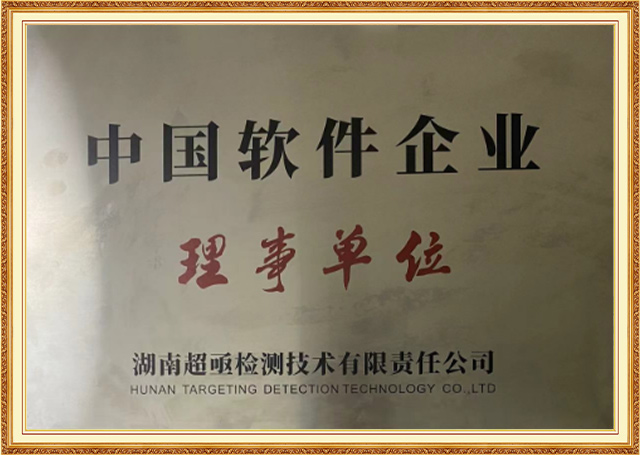 中国软件企业
理事单位
湖南超亟检测技术有限责任公司
HUNAN TARGETING DETECTION TECHNOLOGY CO.,LTD